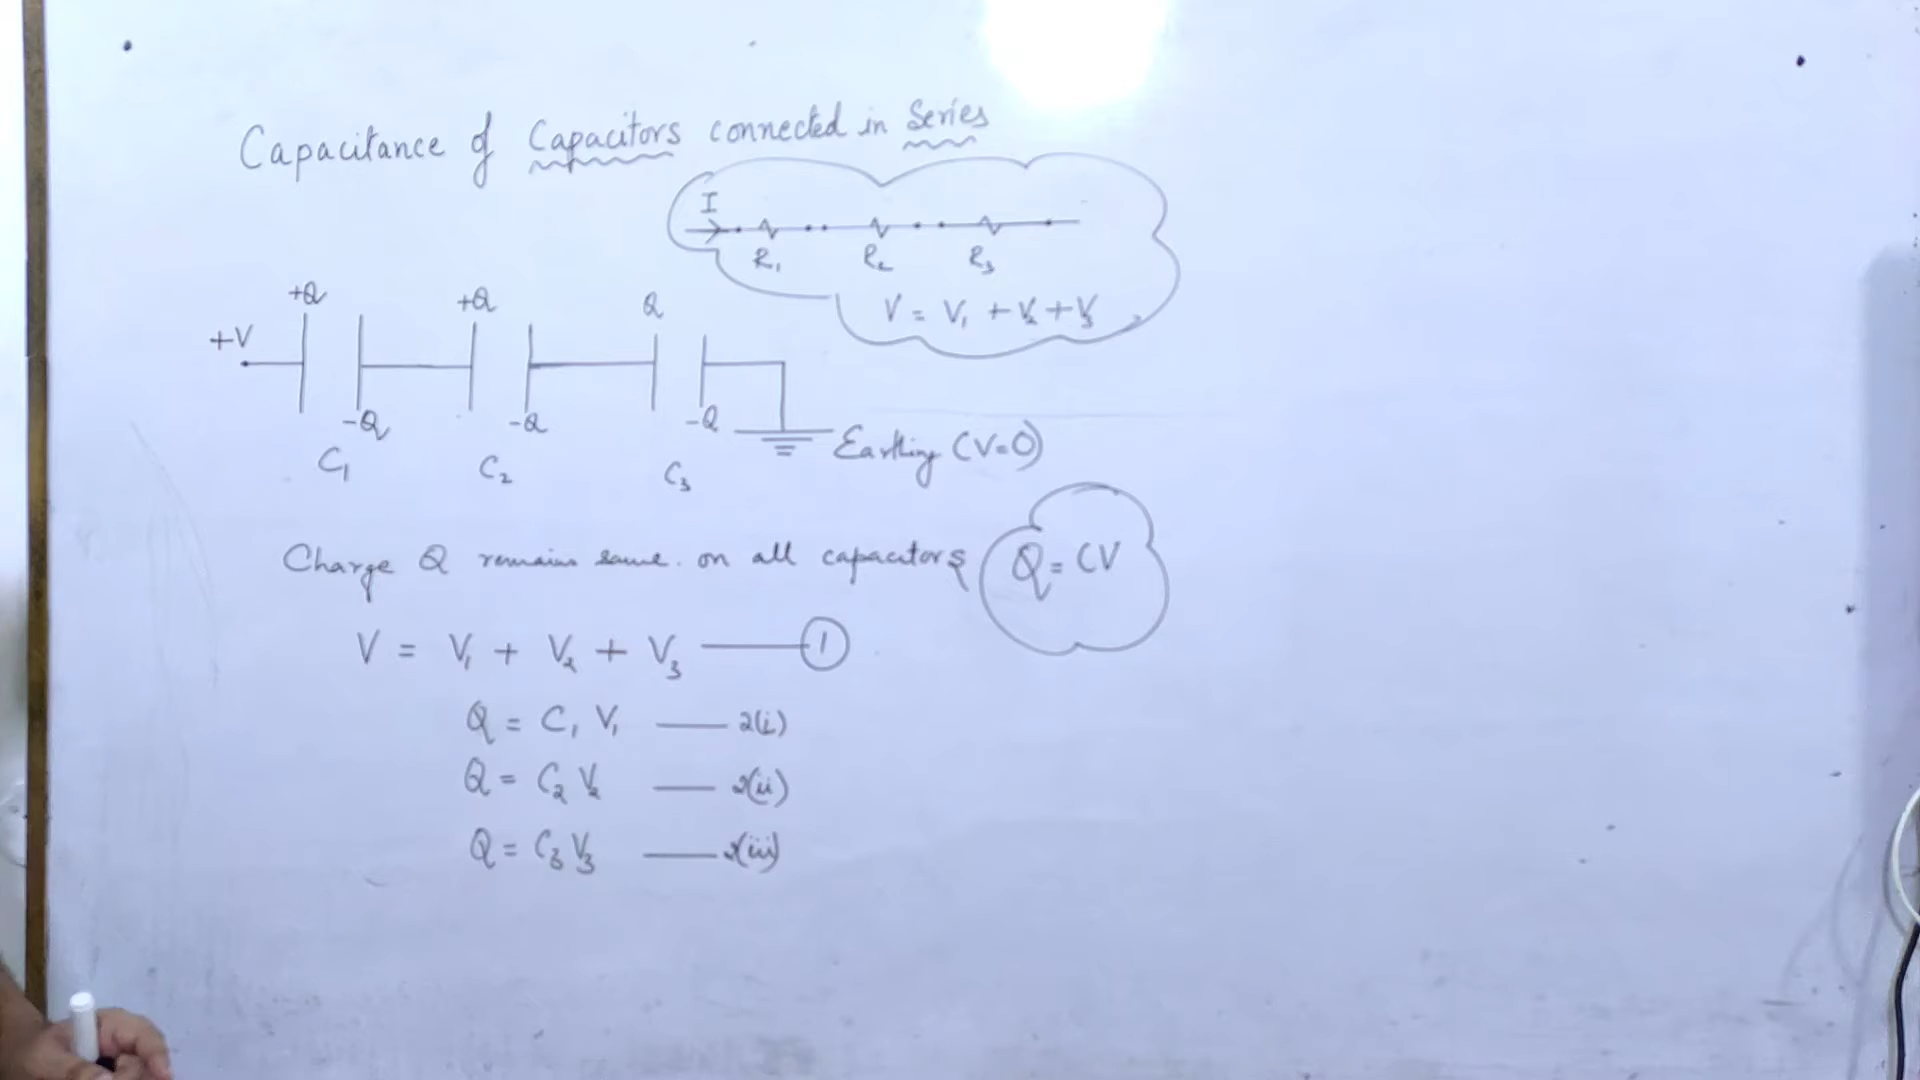 Capacitance of Capacitors connected in Series
I
R₁ R₂ R₃
V = V₁ + V₂ + V₃
+Q +Q Q
+V
-Q -Q -Q
Earthing (V=0)
C₁ C₂ C₃
Charge Q remains same on all capacitors
Q = CV
V = V₁ + V₂ + V₃ —— 1
Q = C₁ V₁ —— 2(i)
Q = C₂ V₂ —— 2(ii)
Q = C₃ V₃ —— 2(iii)